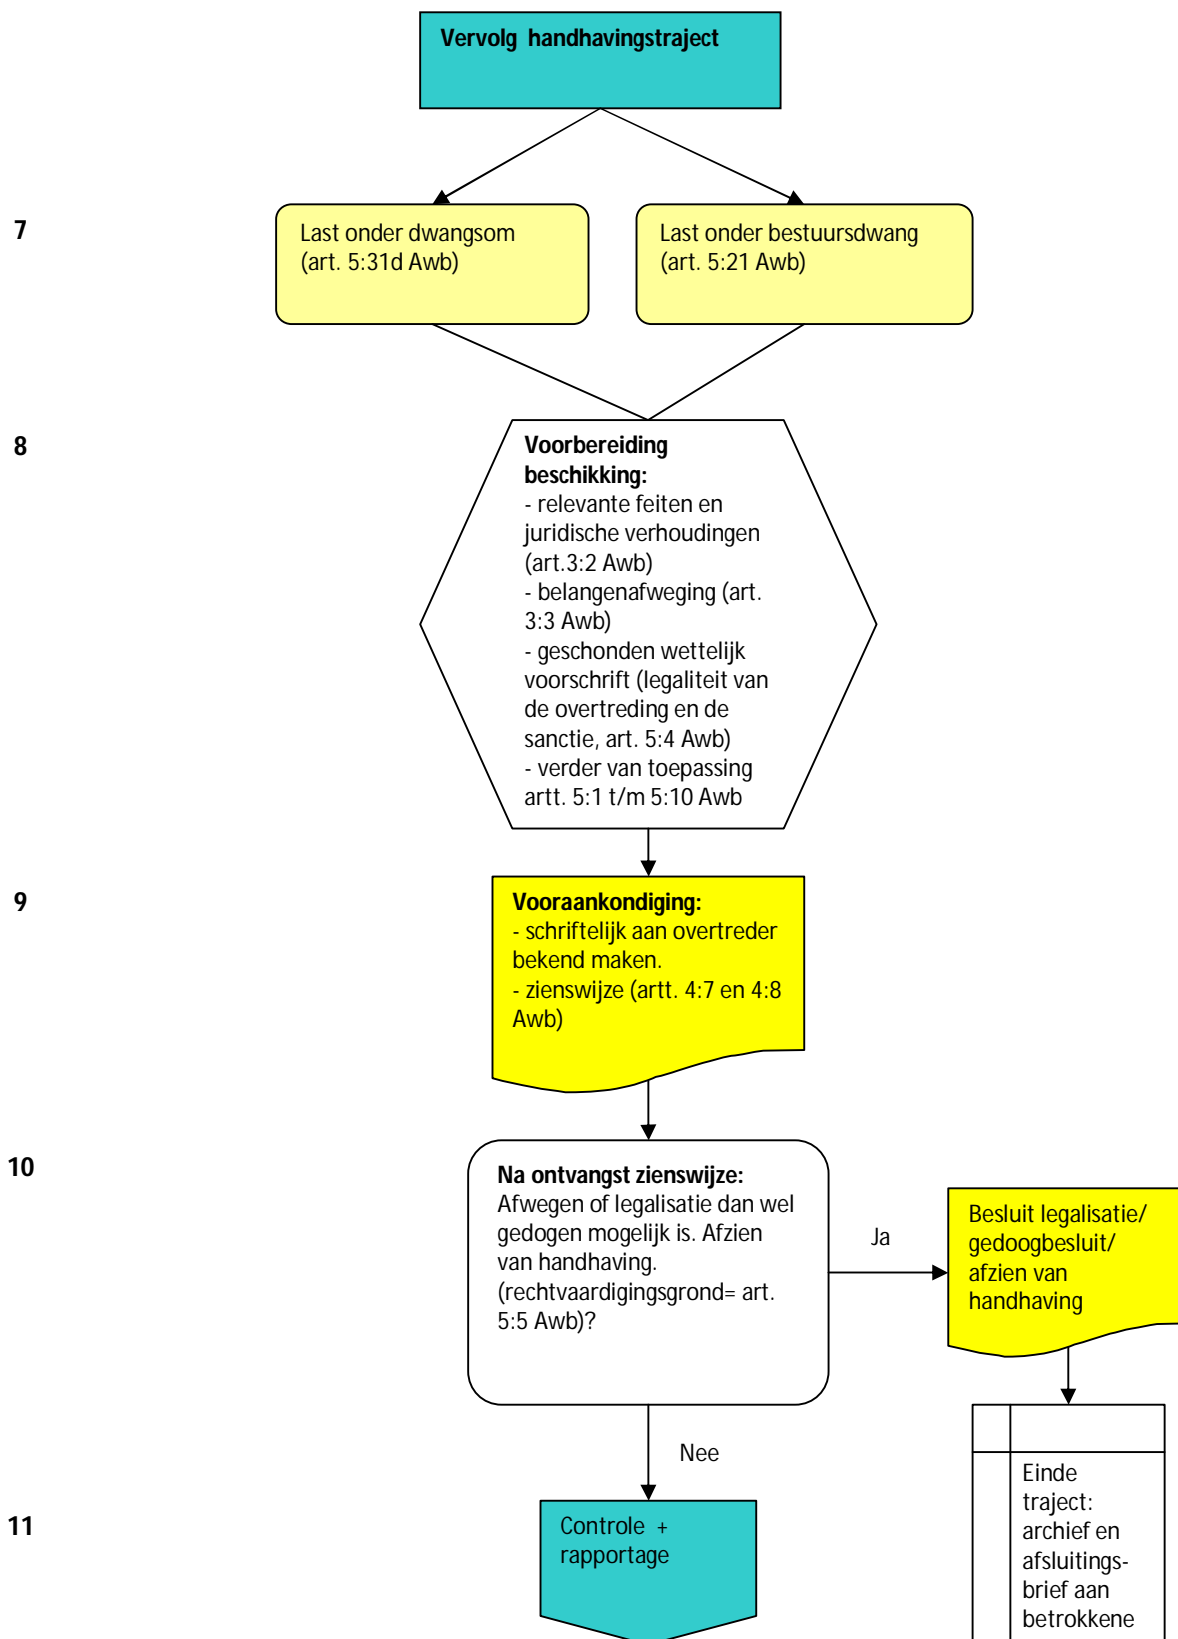 Vervolg handhavingstraject
7
Last onder dwangsom
(art. 5:31d Awb)
Last onder bestuursdwang
(art. 5:21 Awb)
8
Voorbereiding
beschikking:
- relevante feiten en
juridische verhoudingen
(art.3:2 Awb)
- belangenafweging (art.
3:3 Awb)
- geschonden wettelijk
voorschrift (legaliteit van
de overtreding en de
sanctie, art. 5:4 Awb)
- verder van toepassing
artt. 5:1 t/m 5:10 Awb
9
Vooraankondiging:
- schriftelijk aan overtreder
bekend maken.
- zienswijze (artt. 4:7 en 4:8
Awb)
10
Na ontvangst zienswijze:
Afwegen of legalisatie dan wel
gedogen mogelijk is. Afzien
van handhaving.
(rechtvaardigingsgrond= art.
5:5 Awb)?
Ja
Besluit legalisatie/
gedoogbesluit/
afzien van
handhaving
Nee
11
Controle +
rapportage
Einde
traject:
archief en
afsluitings-
brief aan
betrokkene